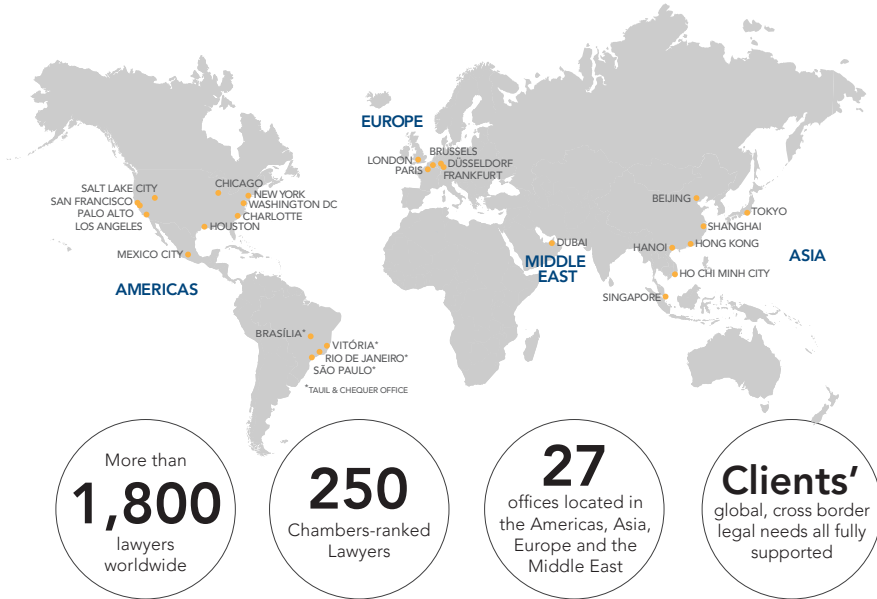 EUROPE
LONDON
PARIS
BRUSSELS
DÜSSELDORF
FRANKFURT
SALT LAKE CITY
SAN FRANCISCO
PALO ALTO
LOS ANGELES
CHICAGO
NEW YORK
WASHINGTON DC
CHARLOTTE
HOUSTON
MEXICO CITY
AMERICAS
BRASÍLIA*
VITÓRIA*
RIO DE JANEIRO*
SÃO PAULO*
*TAUIL & CHEQUER OFFICE
DUBAI
MIDDLE
EAST
BEIJING
TOKYO
SHANGHAI
HANOI
HONG KONG
HO CHI MINH CITY
SINGAPORE
ASIA
More than
1,800
lawyers
worldwide
250
Chambers-ranked
Lawyers
27
offices located in
the Americas, Asia,
Europe and the
Middle East
Clients’
global, cross border
legal needs all fully
supported